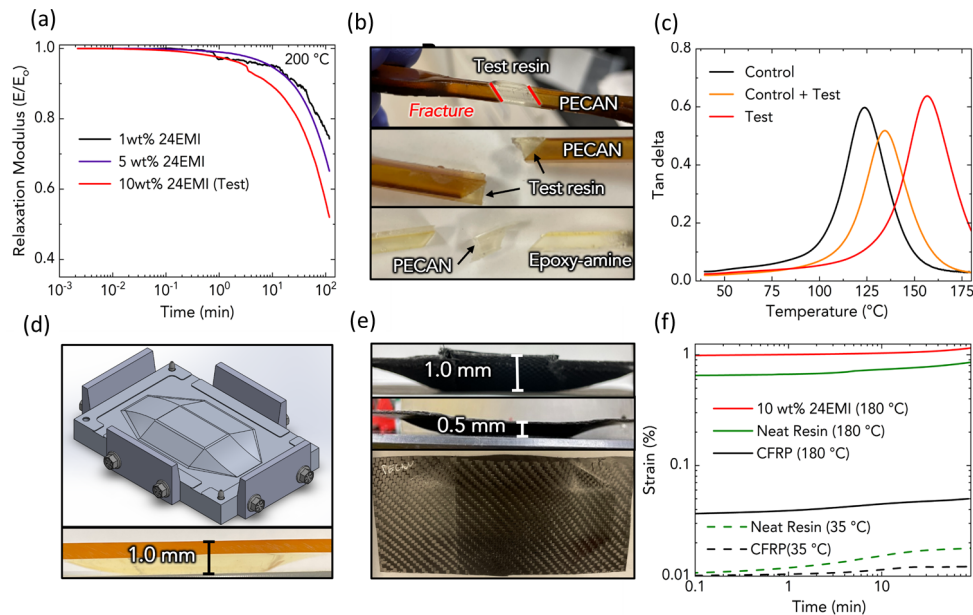 (a)
1.0
0.8
0.6
0.4
Relaxation Modulus (E/Eo)
200 °C
1wt% 24EMI
5 wt% 24EMI
10wt% 24EMI (Test)
10-3 10-2 10-1 100 101 102
Time (min)
(b)
Test resin
PECAN
Fracture
PECAN
Test resin
PECAN
Epoxy-amine
(c)
0.8
0.6
0.4
0.2
0.0
Tan delta
Control
Control + Test
Test
50 75 100 125 150 175
Temperature (°C)
(d)
1.0 mm
(e)
1.0 mm
0.5 mm
(f)
1
0.1
0.01
Strain (%)
10 wt% 24EMI (180 °C)
Neat Resin (180 °C)
CFRP (180 °C)
Neat Resin (35 °C)
CFRP(35 °C)
0.1 1 10
Time (min)